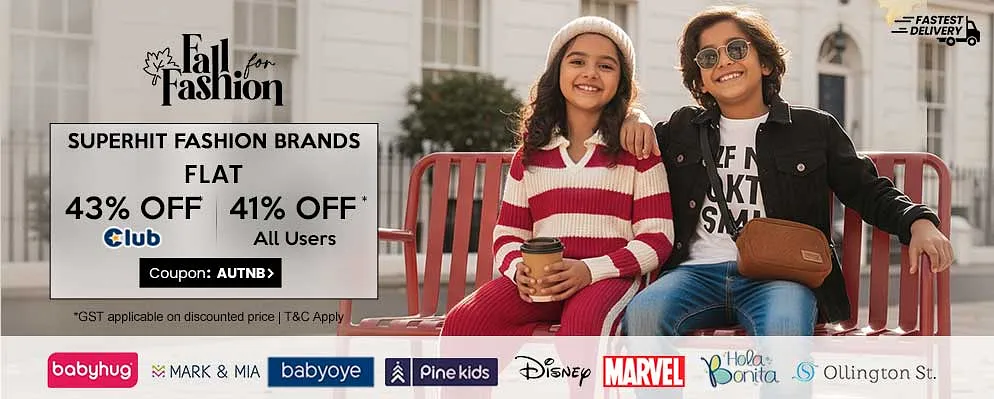 Fall for
Fashion
FASTEST
DELIVERY
SUPERHIT FASHION BRANDS
FLAT
43% OFF* 41% OFF*
Club All Users
Coupon: AUTNB >
*GST applicable on discounted price | T&C Apply
babyhug MARK & MIA babyoye Pine kids Disney MARVEL Hola Bonita Ollington St.